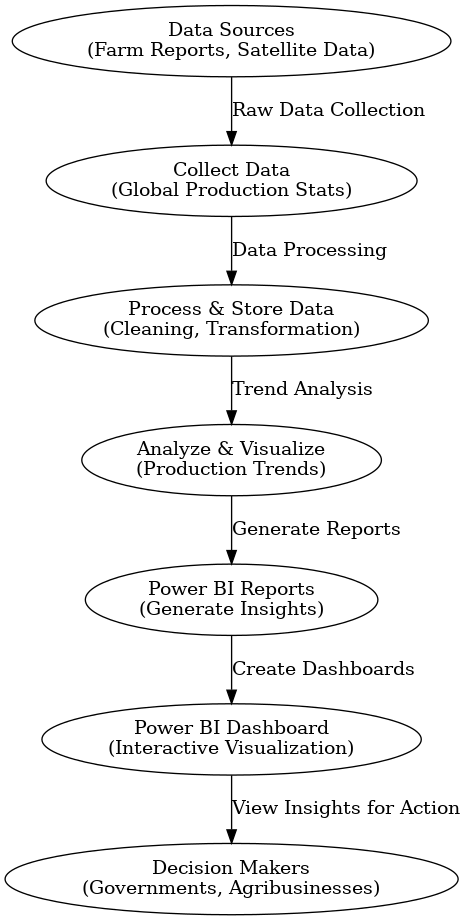 Data Sources
(Farm Reports, Satellite Data)
Raw Data Collection
Collect Data
(Global Production Stats)
Data Processing
Process & Store Data
(Cleaning, Transformation)
Trend Analysis
Analyze & Visualize
(Production Trends)
Generate Reports
Power BI Reports
(Generate Insights)
Create Dashboards
Power BI Dashboard
(Interactive Visualization)
View Insights for Action
Decision Makers
(Governments, Agribusinesses)